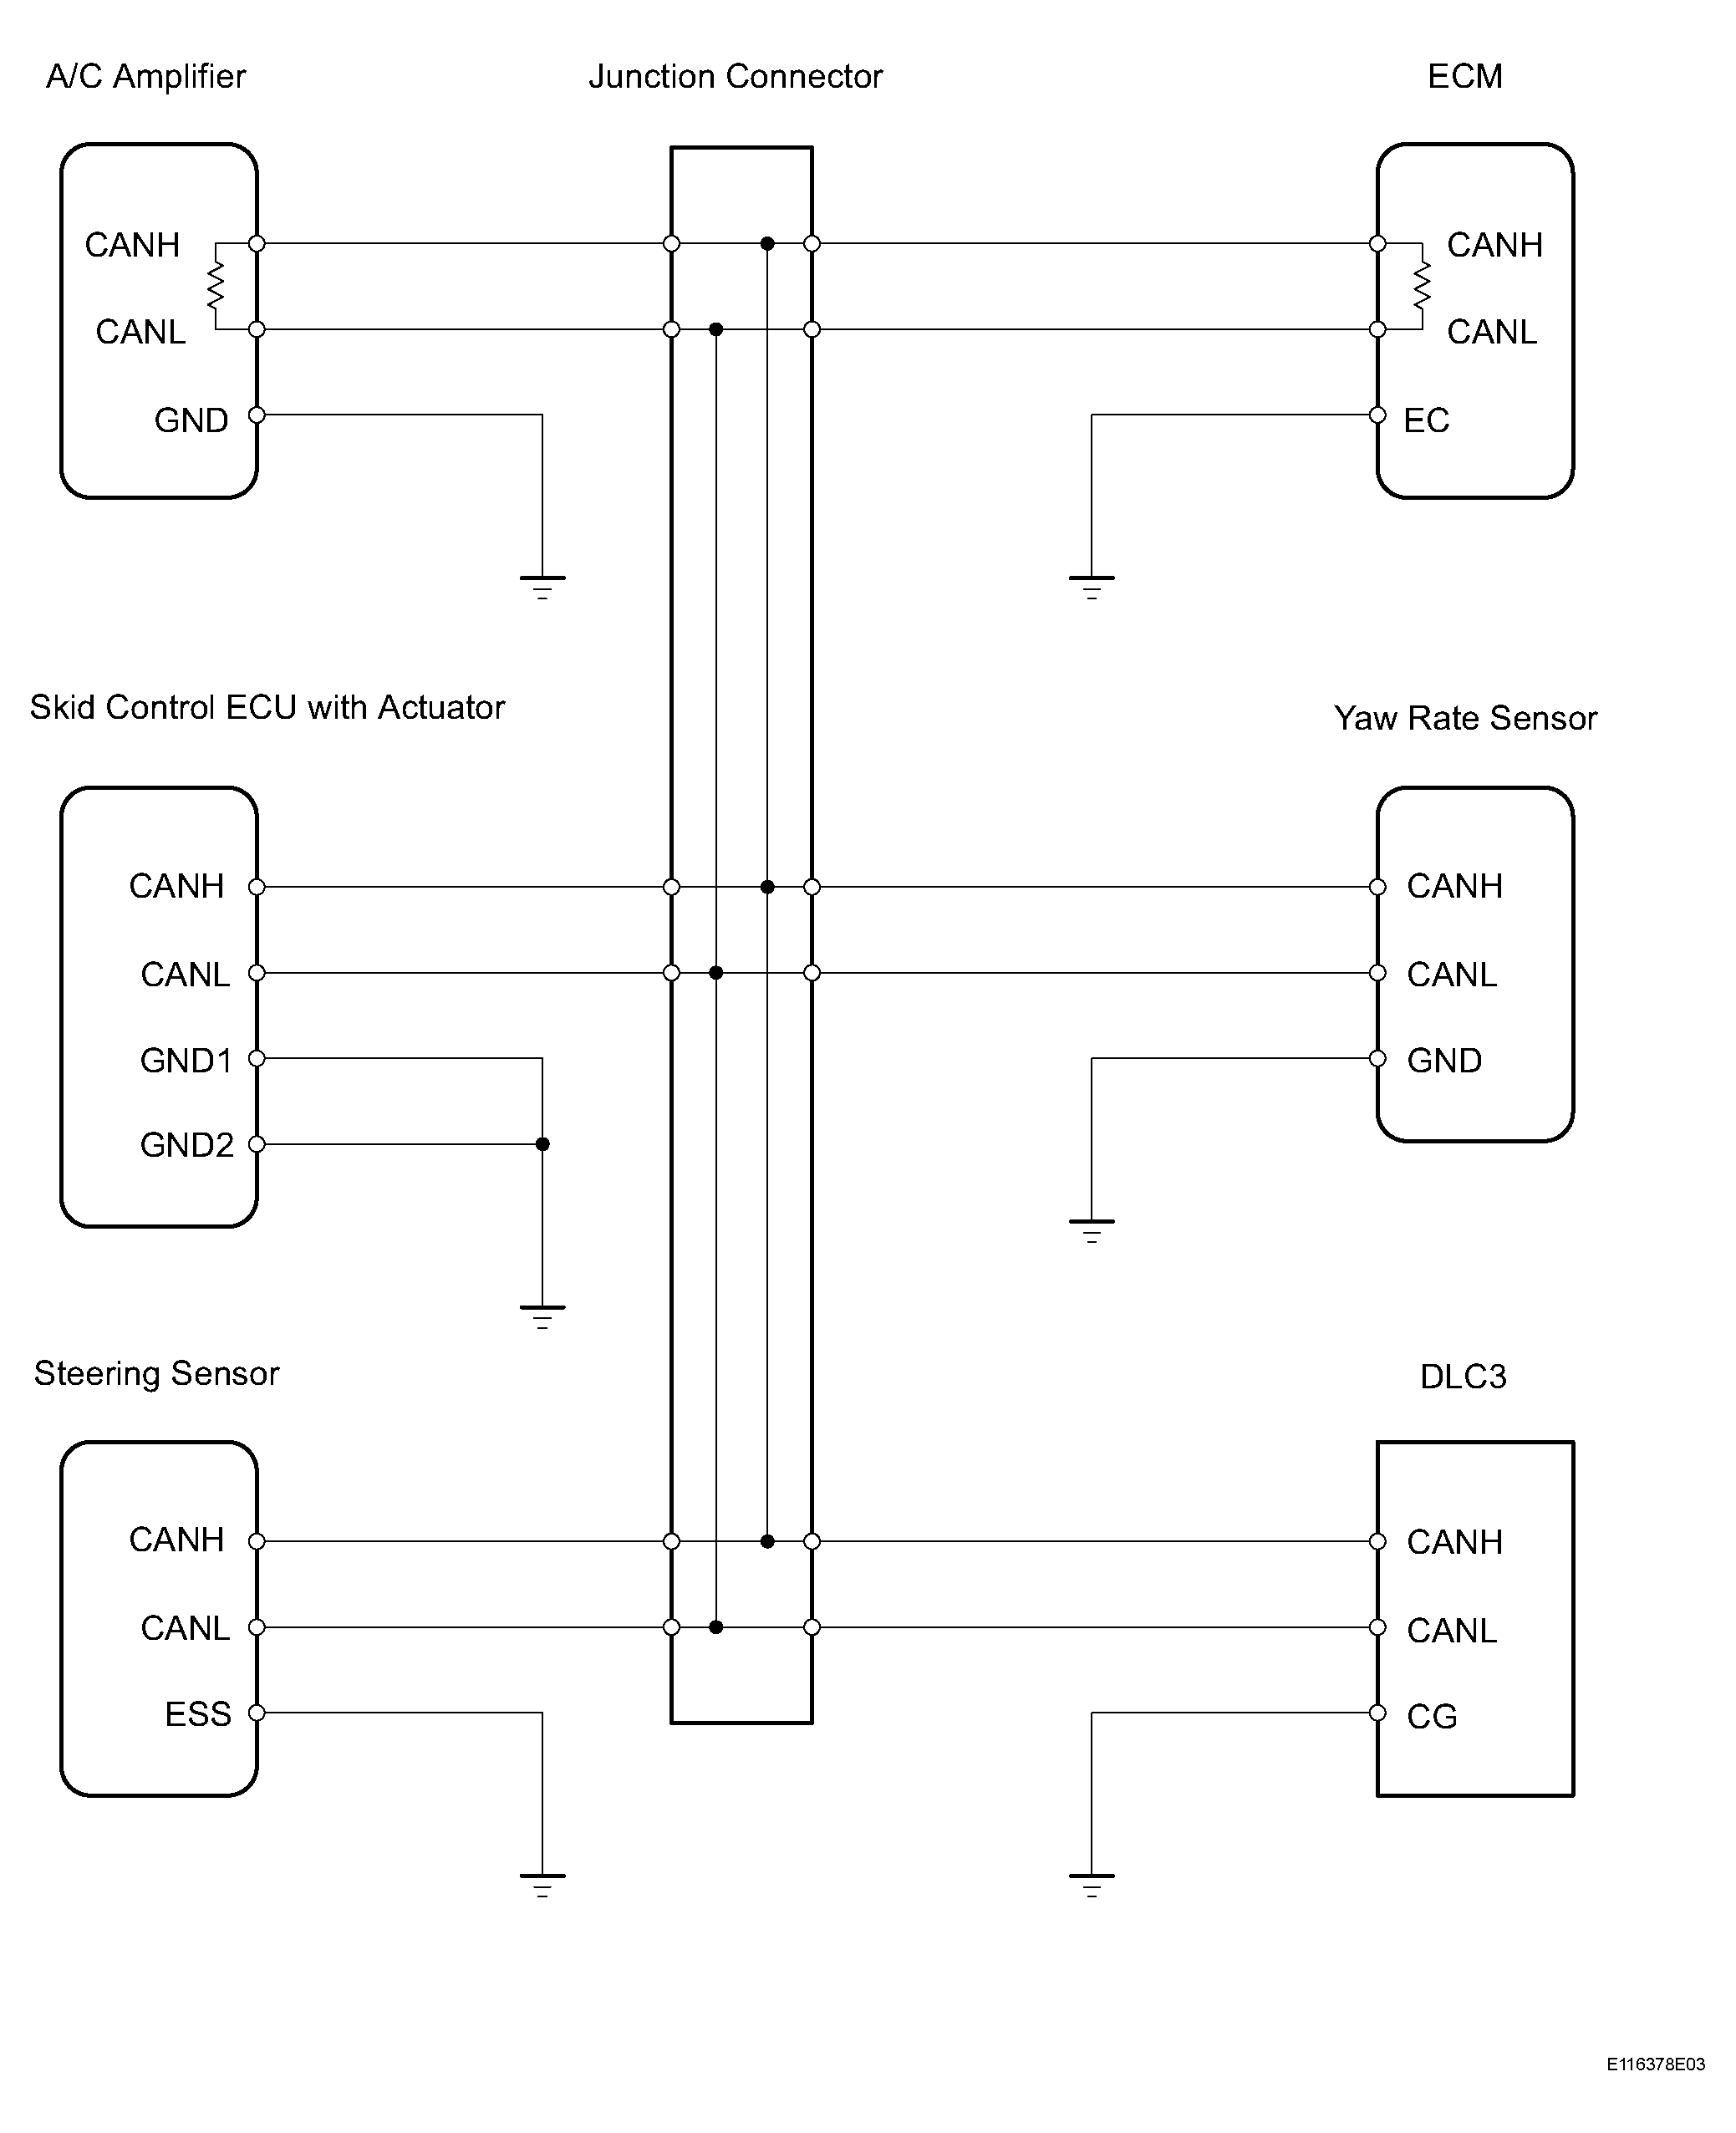 A/C Amplifier
Junction Connector
ECM
CANH
CANL
GND
CANH
CANL
EC
Skid Control ECU with Actuator
Yaw Rate Sensor
CANH
CANL
GND1
GND2
CANH
CANL
GND
Steering Sensor
DLC3
CANH
CANL
ESS
CANH
CANL
CG
E116378E03